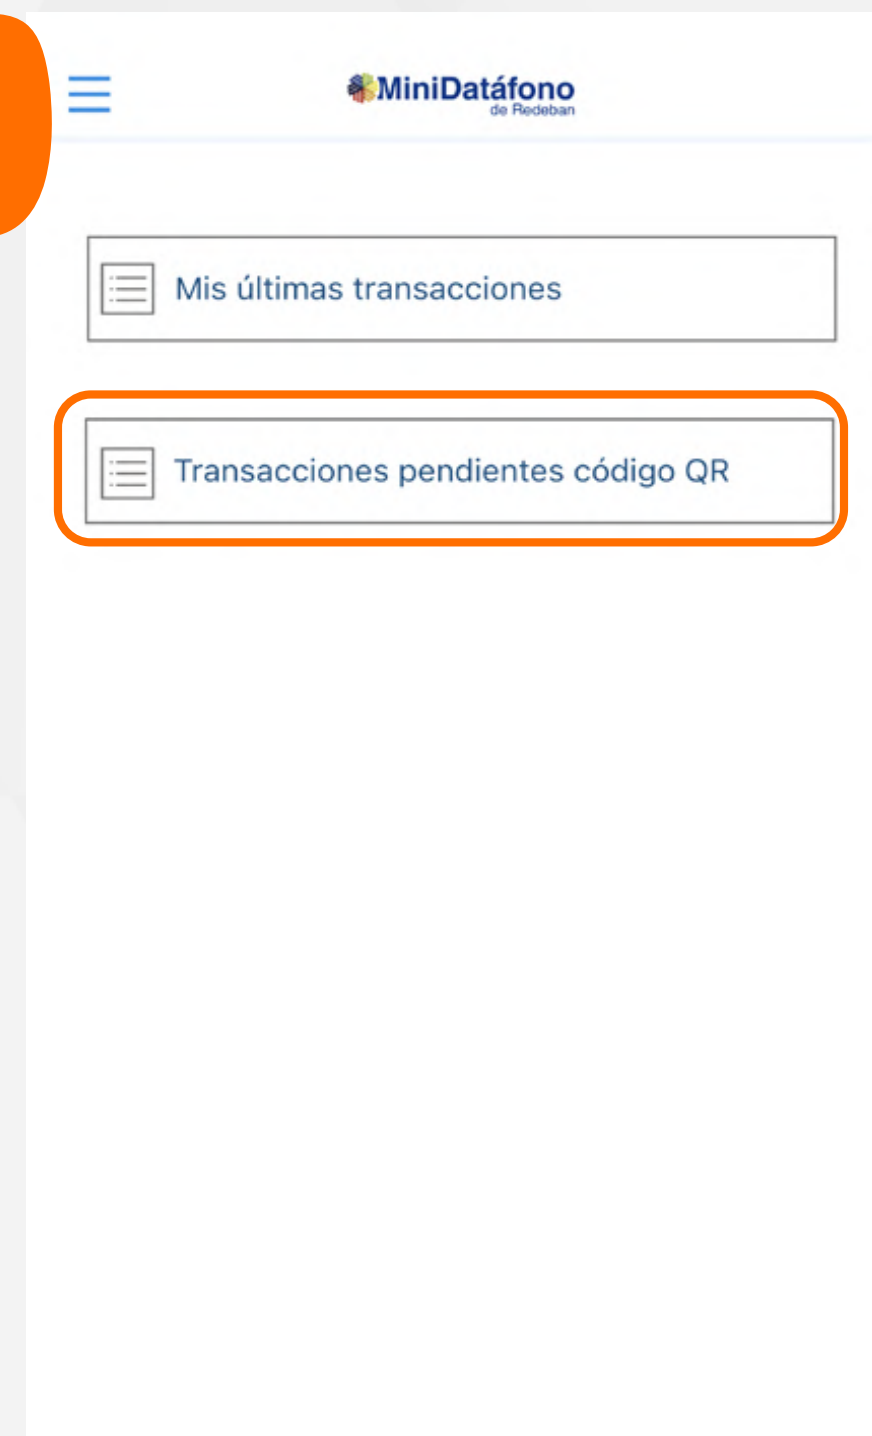 MiniDatáfono
de Redeban
Mis últimas transacciones
Transacciones pendientes código QR